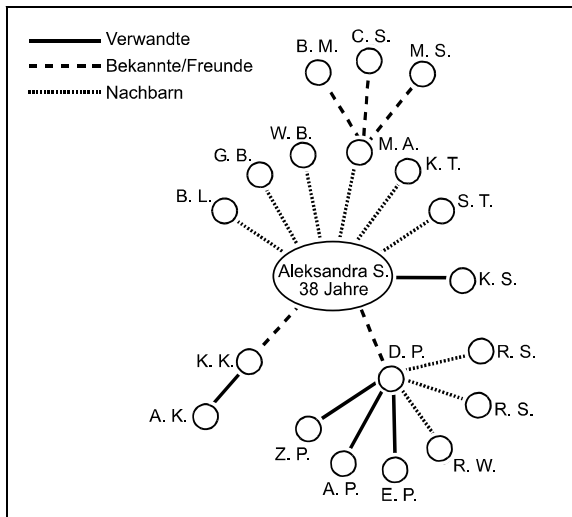 Verwandte
Bekannte/Freunde
Nachbarn
B. M.
C. S.
M. S.
W. B.
M. A.
G. B.
K. T.
B. L.
S. T.
Aleksandra S.
38 Jahre
K. S.
K. K.
D. P.
R. S.
A. K.
R. S.
Z. P.
R. W.
A. P.
E. P.